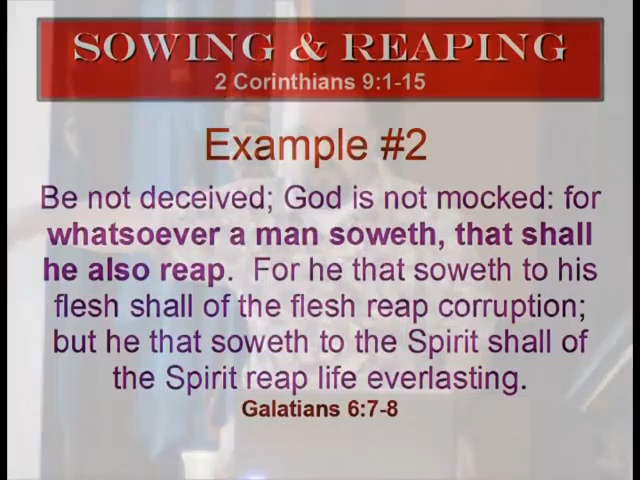 SOWING & REAPING
2 Corinthians 9:1-15
Example #2
Be not deceived; God is not mocked: for
whatsoever a man soweth, that shall
he also reap.  For he that soweth to his
flesh shall of the flesh reap corruption;
but he that soweth to the Spirit shall of
the Spirit reap life everlasting.
Galatians 6:7-8